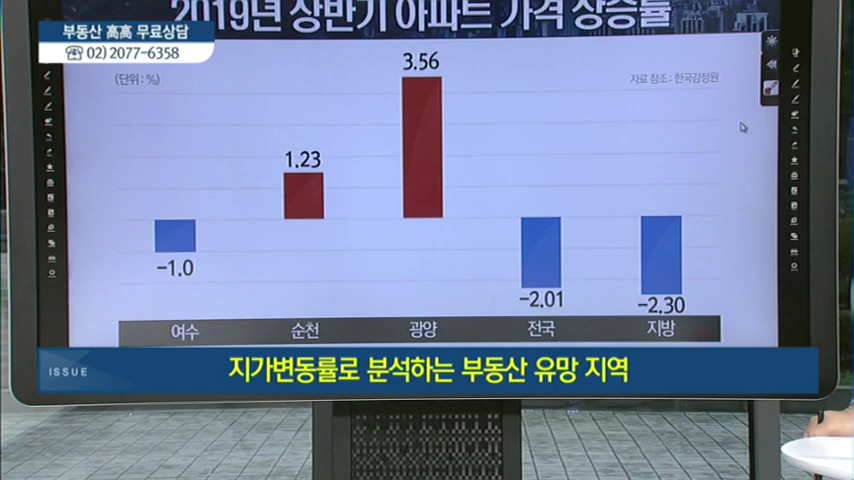 2019년 상반기 아파트 가격 상승률
부동산 高高 무료상담
☎ 02) 2077-6358
(단위 : %)
자료 참조 : 한국감정원
3.56
1.23
-1.0
-2.01
-2.30
여수 순천 광양 전국 지방
ISSUE
지가변동률로 분석하는 부동산 유망 지역